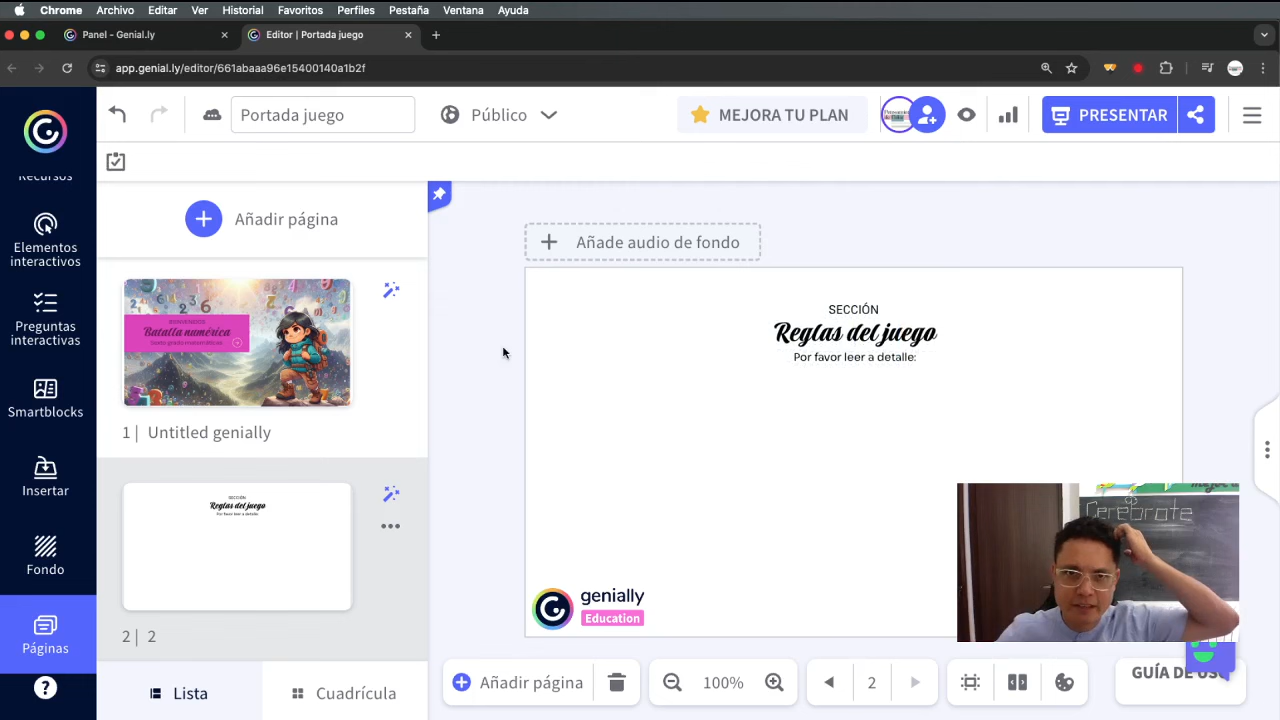 Chrome Archivo Editar Ver Historial Favoritos Perfiles Pestaña Ventana Ayuda
Panel - Genial.ly
Editor | Portada juego
app.genial.ly/editor/661abaaa96e15400140a1b2f
Portada juego
Público
MEJORA TU PLAN
PRESENTAR
Recursos
Elementos
interactivos
Preguntas
interactivas
Smartblocks
Insertar
Fondo
Páginas
Añadir página
BIENVENIDOS
Batalla numérica
1 | Untitled genially
SECCIÓN
Reglas del juego
Por favor leer a detalle:
2 | 2
Lista
Cuadrícula
Añade audio de fondo
SECCIÓN
Reglas del juego
Por favor leer a detalle:
genially
Education
Cerebrote
Añadir página
100%
2
GUÍA DE USO